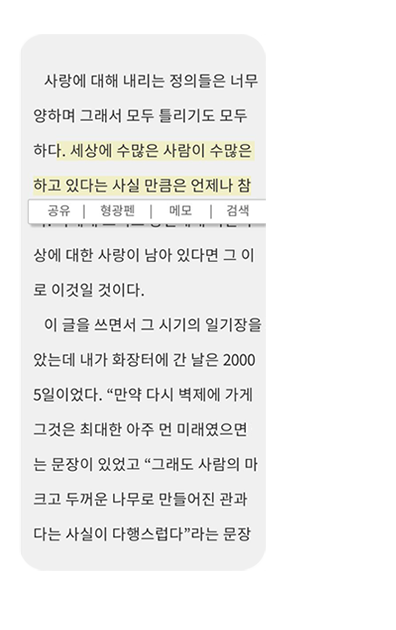 사랑에 대해 내리는 정의들은 너무
양하며 그래서 모두 틀리기도 모두
하다. 세상에 수많은 사람이 수많은
하고 있다는 사실 만큼은 언제나 참
공유 | 형광펜 | 메모 | 검색
상에 대한 사랑이 남아 있다면 그 이
로 이것일 것이다.
이 글을 쓰면서 그 시기의 일기장을
았는데 내가 화장터에 간 날은 2000
5일이었다. “만약 다시 벽제에 가게
그것은 최대한 아주 먼 미래였으면
는 문장이 있었고 “그래도 사람의 마
크고 두꺼운 나무로 만들어진 관과
다는 사실이 다행스럽다”라는 문장